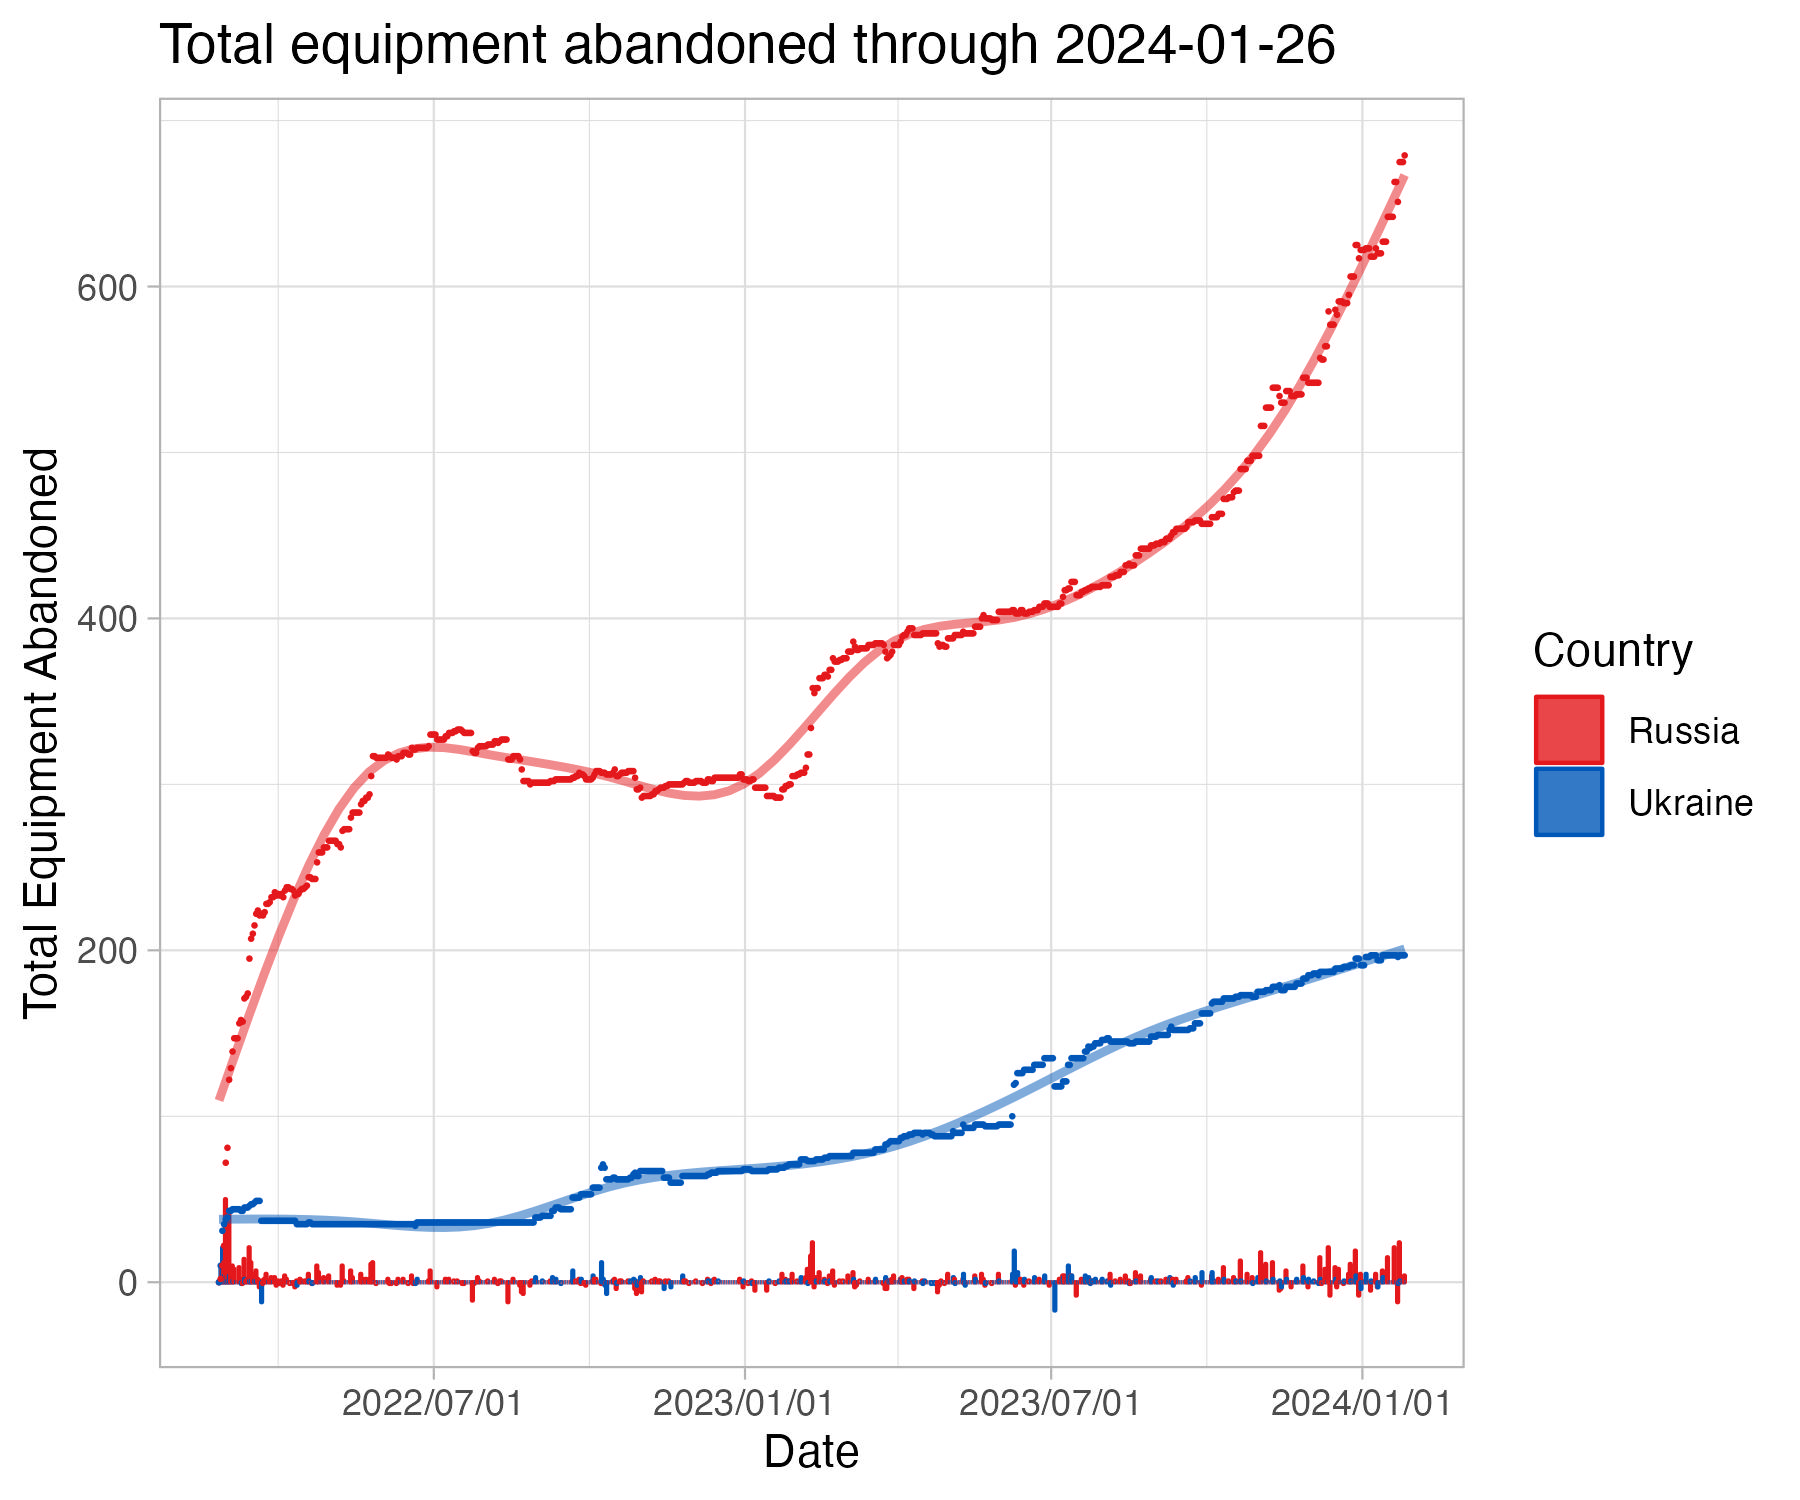 Total equipment abandoned through 2024-01-26
Total Equipment Abandoned
600
400
200
0
2022/07/01
2023/01/01
2023/07/01
2024/01/01
Date
Country
Russia
Ukraine